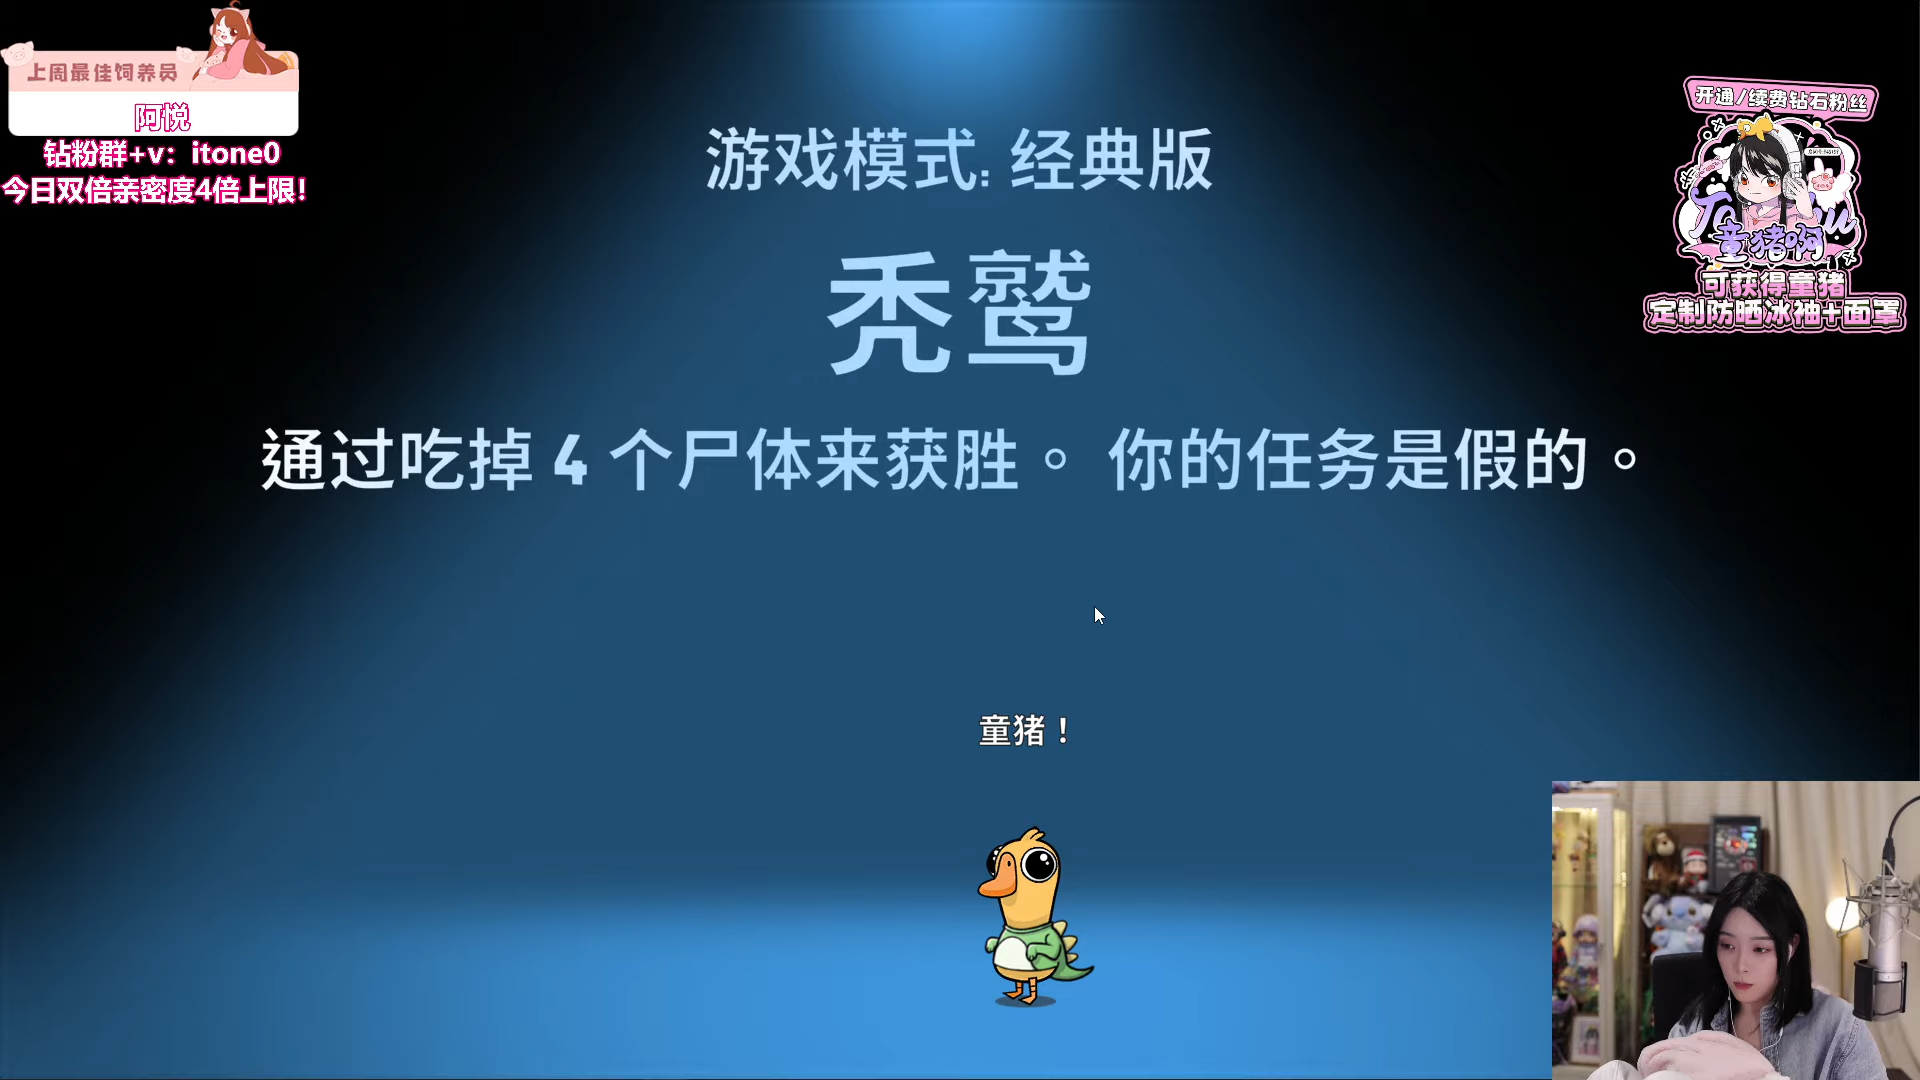 上周最佳饲养员
阿悦
钻粉群+v：itone0
今日双倍亲密度4倍上限！
游戏模式: 经典版
秃鹫
通过吃掉 4 个尸体来获胜。 你的任务是假的。
童猪！
开通/续费钻石粉丝
童猪啊
可获得童猪
定制防晒冰袖+面罩